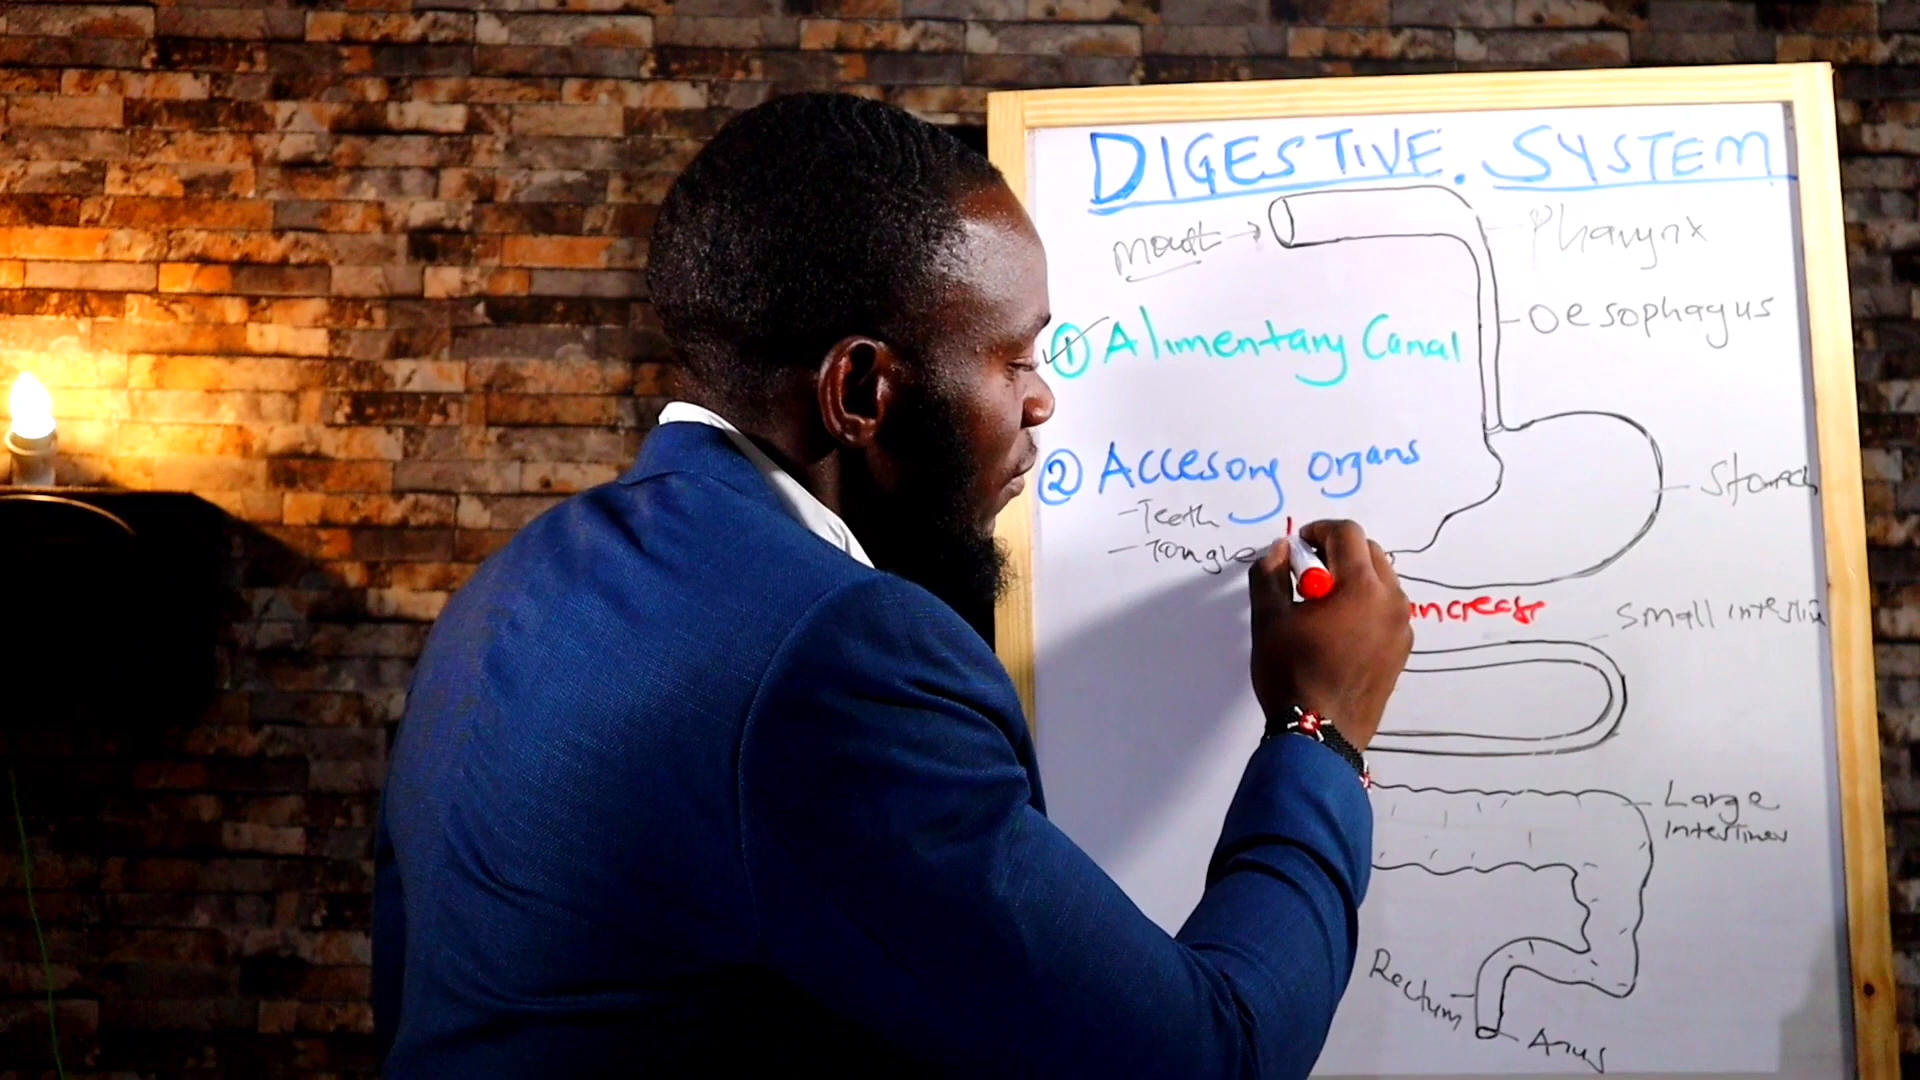 DIGESTIVE. SYSTEM
mouth
Pharynx
Oesophagus
① Alimentary Canal
② Accesory organs
Stomach
-Teeth
-Tongue
ancrease
Small intestine
Large
intestines
Rectum
Anus